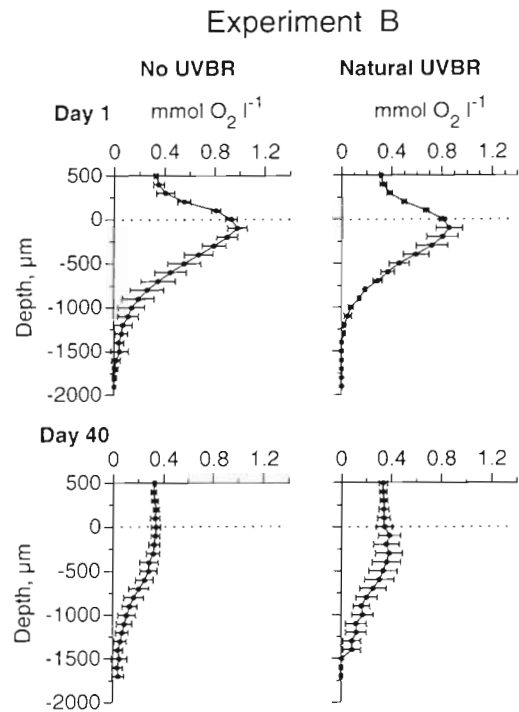 Experiment B
No UVBR Natural UVBR
Day 1 mmol O2 l-1 mmol O2 l-1
0 0.4 0.8 1.2 0 0.4 0.8 1.2
500
0
-500
-1000
-1500
-2000
Depth, µm
Day 40
0 0.4 0.8 1.2 0 0.4 0.8 1.2
500
0
-500
-1000
-1500
-2000
Depth, µm